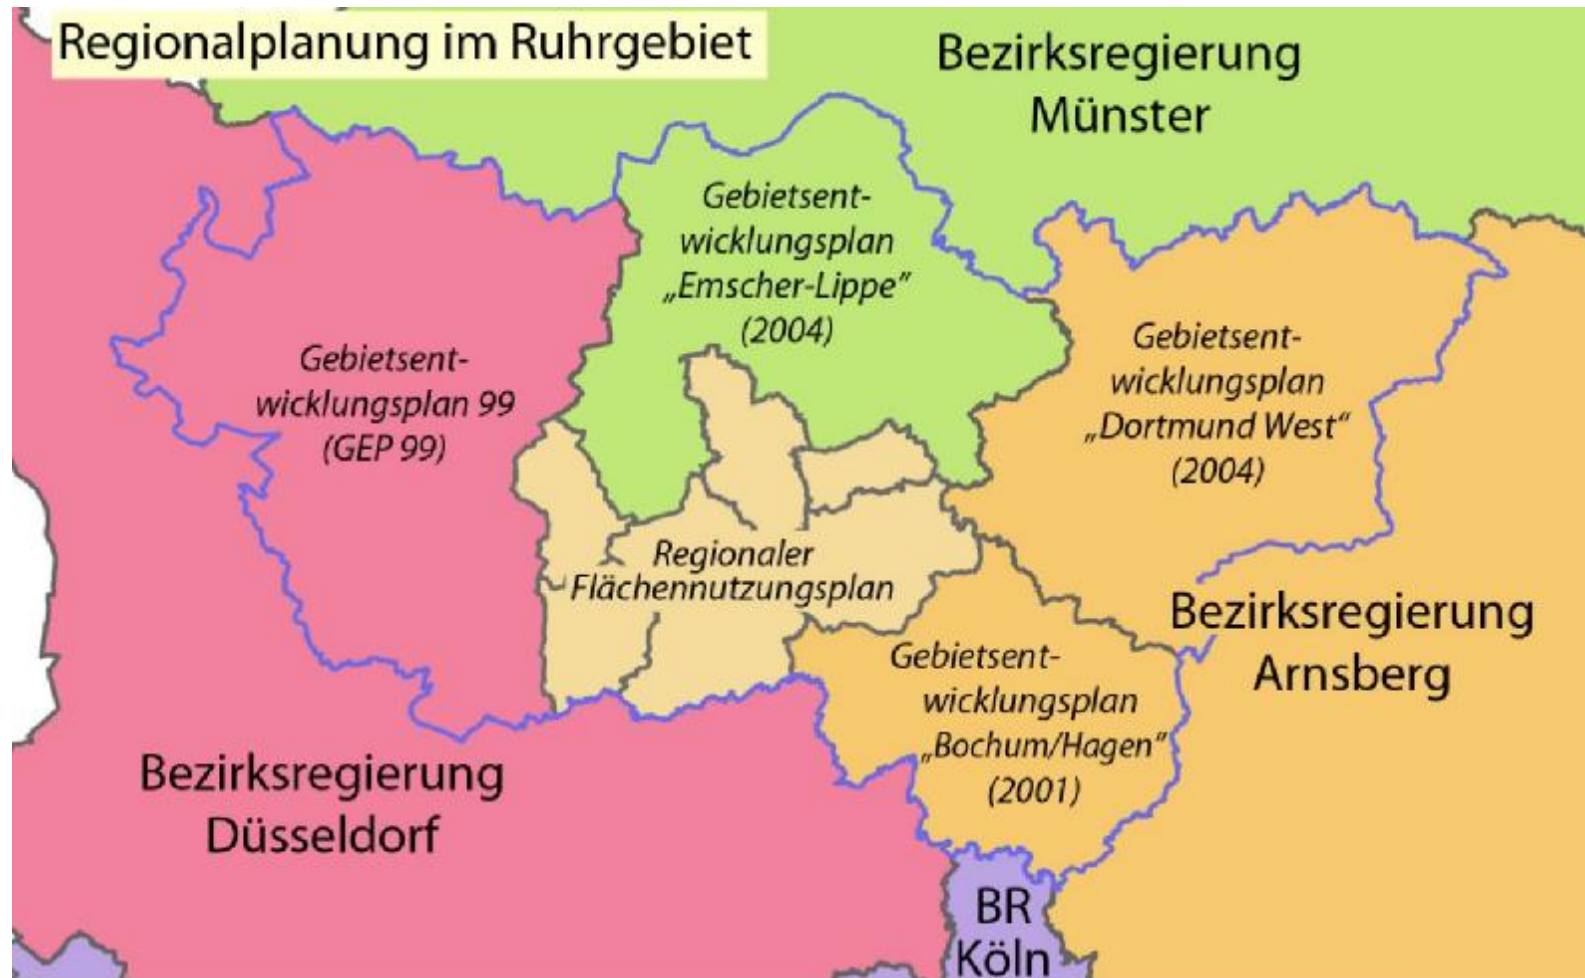 Regionalplanung im Ruhrgebiet
Bezirksregierung
Münster
Gebietsent-
wicklungsplan
„Emscher-Lippe”
(2004)
Gebietsent-
wicklungsplan
„Dortmund West“
(2004)
Gebietsent-
wicklungsplan 99
(GEP 99)
Regionaler
Flächennutzungsplan
Bezirksregierung
Arnsberg
Gebietsent-
wicklungsplan
„Bochum/Hagen”
(2001)
Bezirksregierung
Düsseldorf
BR
Köln